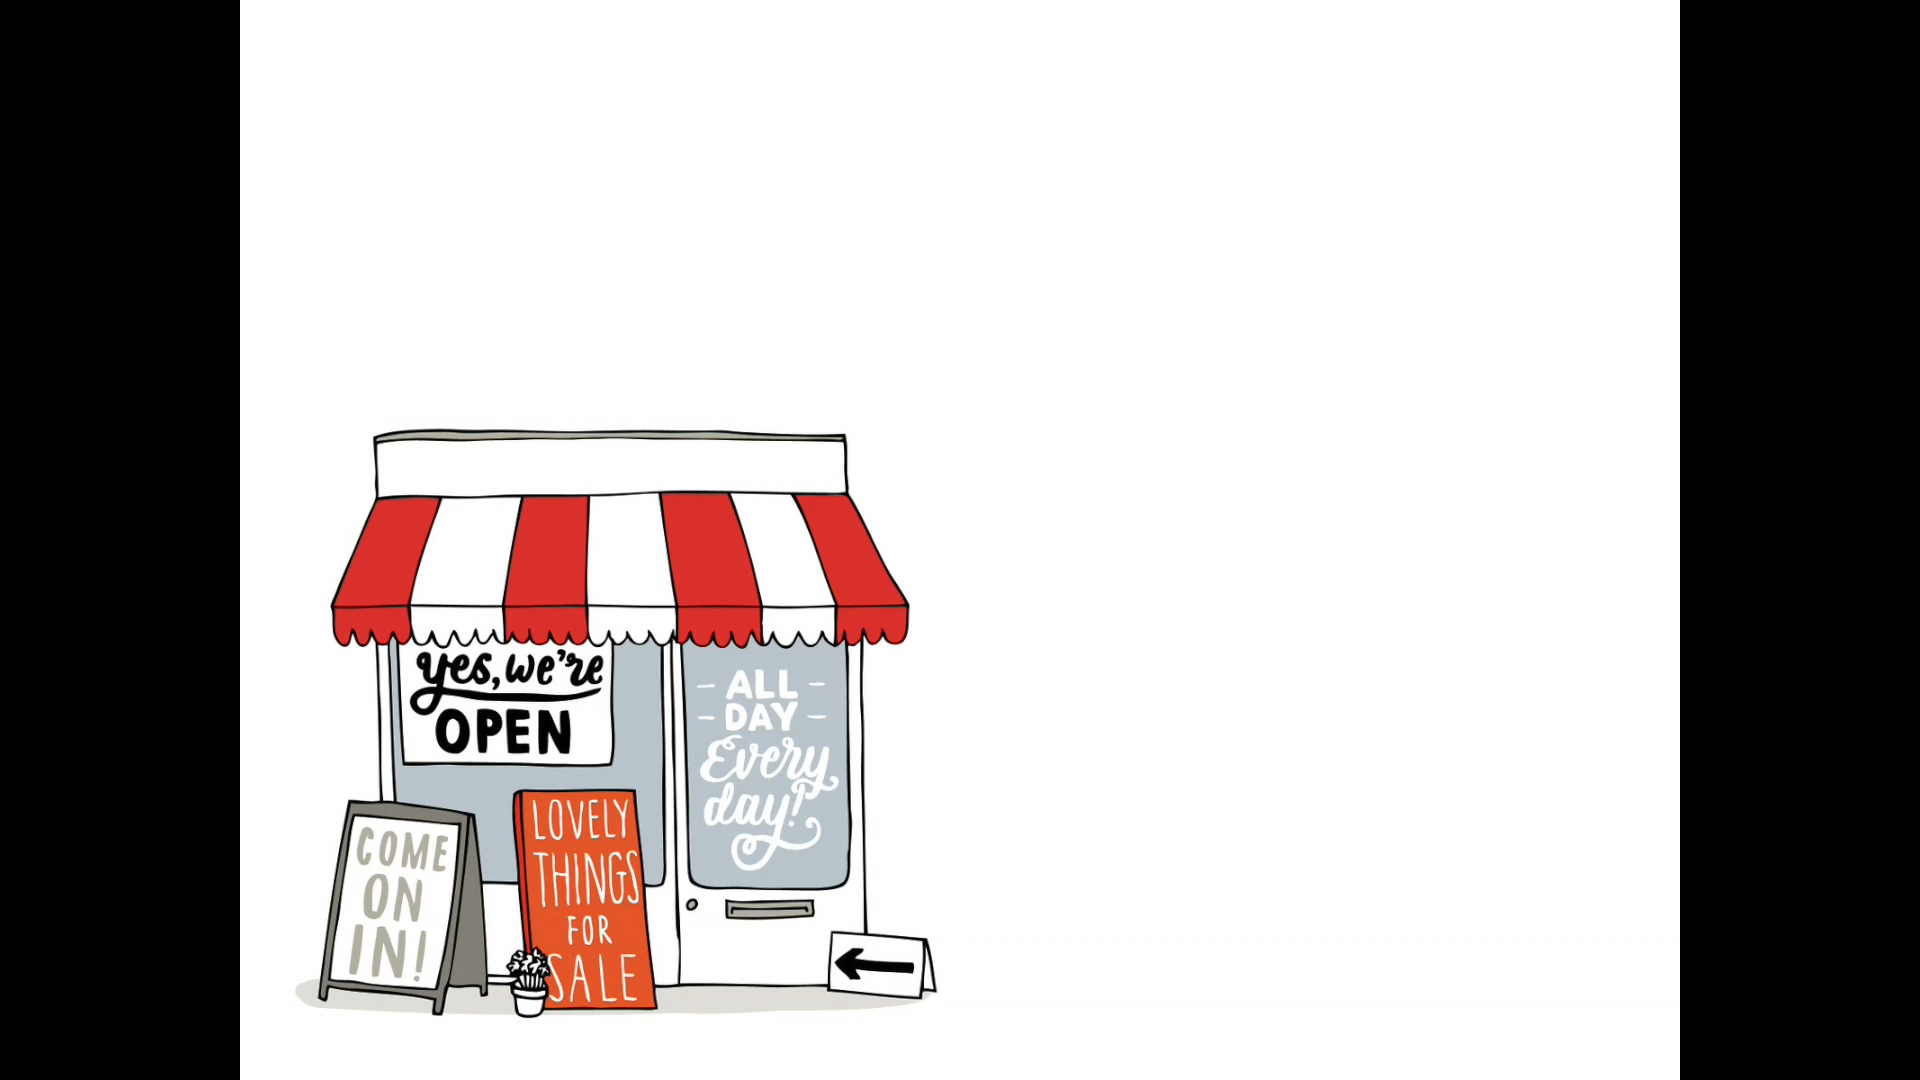 yes, we're
OPEN
ALL
DAY
Every
day!
COME
ON
IN!
LOVELY
THINGS
FOR
SALE